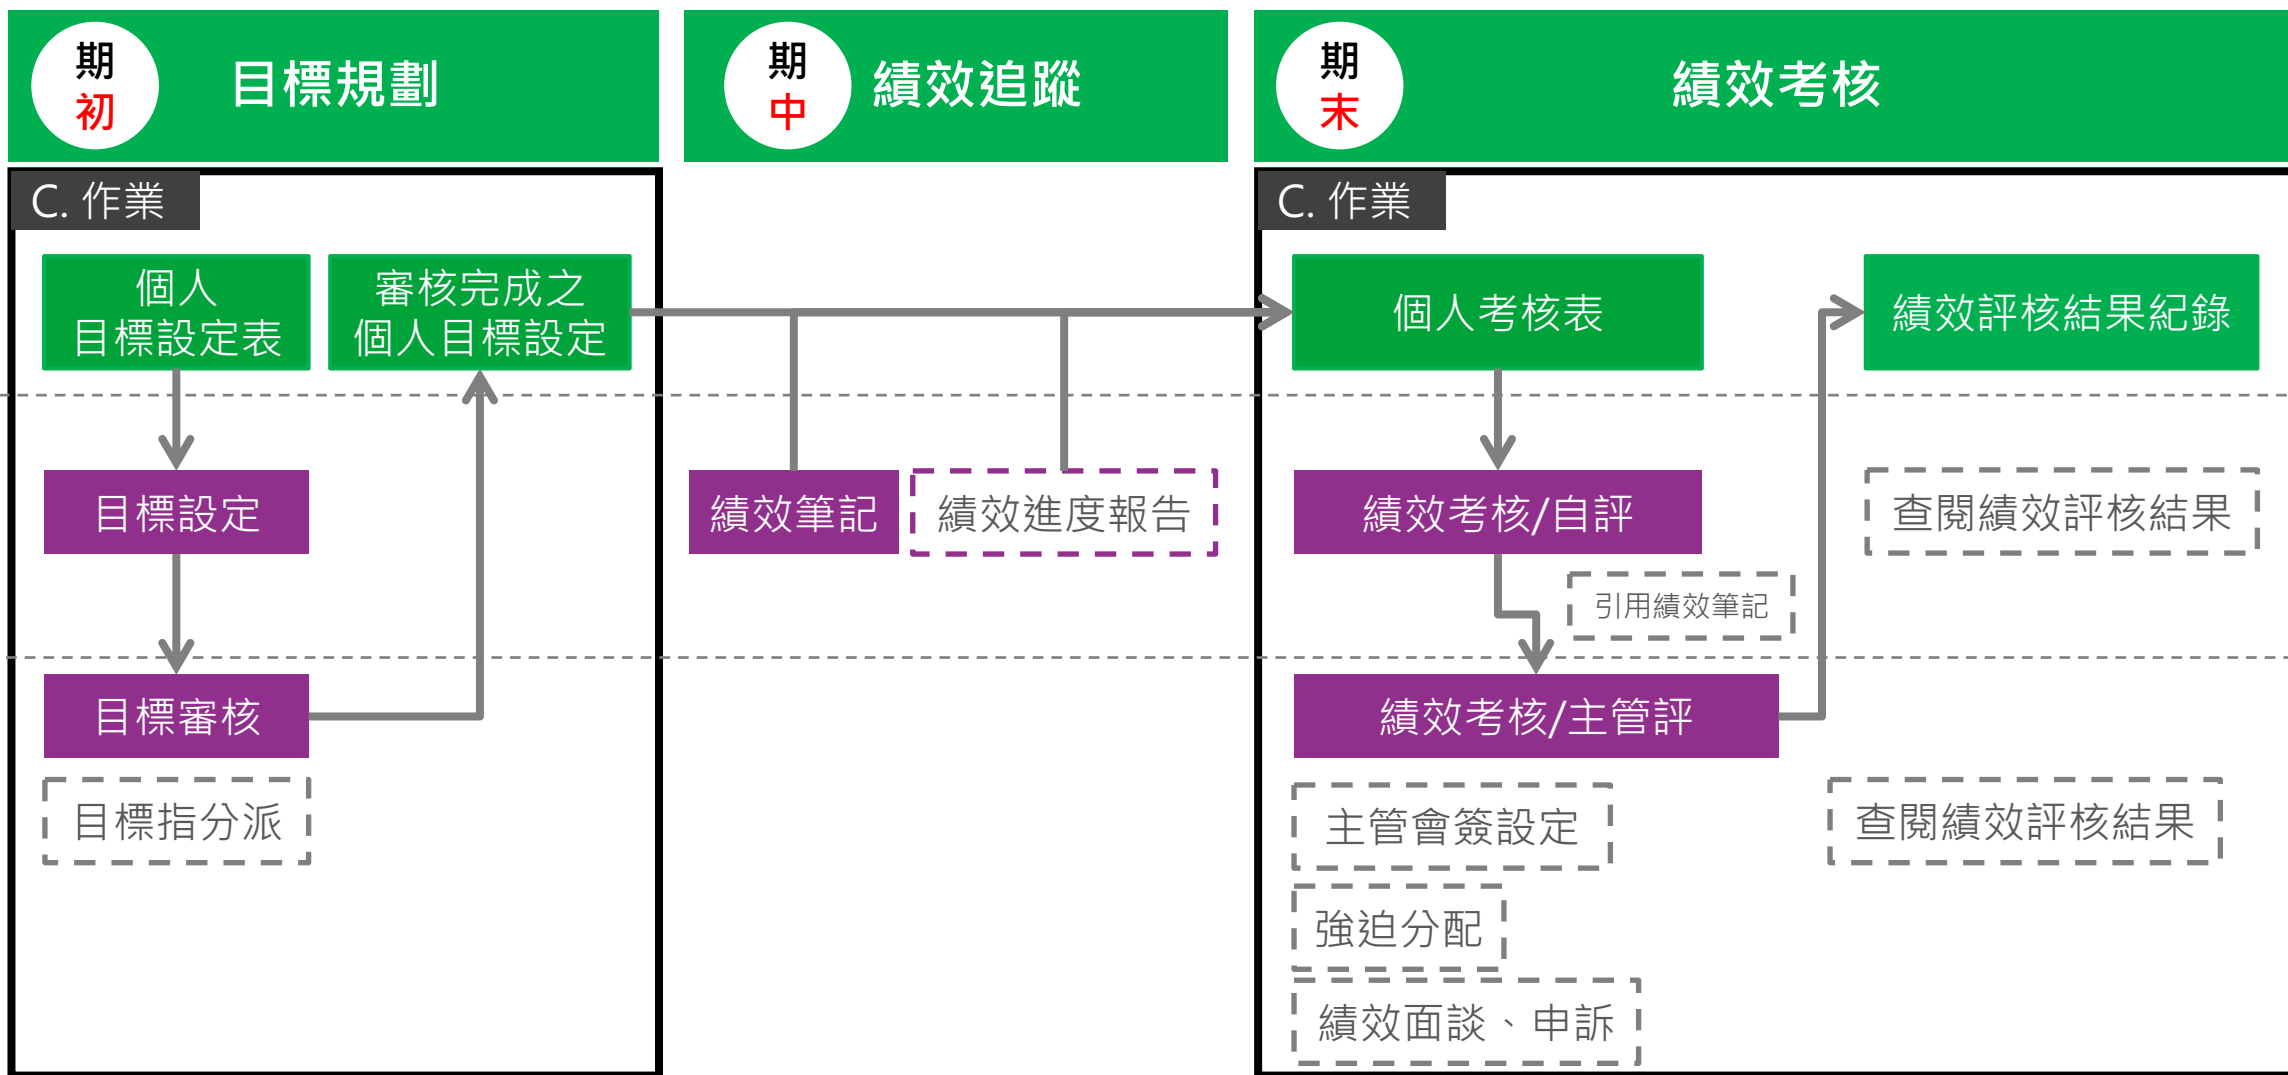 期
初
目標規劃
期
中
績效追蹤
期
末
績效考核
C. 作業
個人
目標設定表
審核完成之
個人目標設定
目標設定
目標審核
目標指分派
績效筆記
績效進度報告
C. 作業
個人考核表
績效評核結果紀錄
績效考核/自評
查閱績效評核結果
引用績效筆記
績效考核/主管評
主管會簽設定
查閱績效評核結果
強迫分配
績效面談、申訴